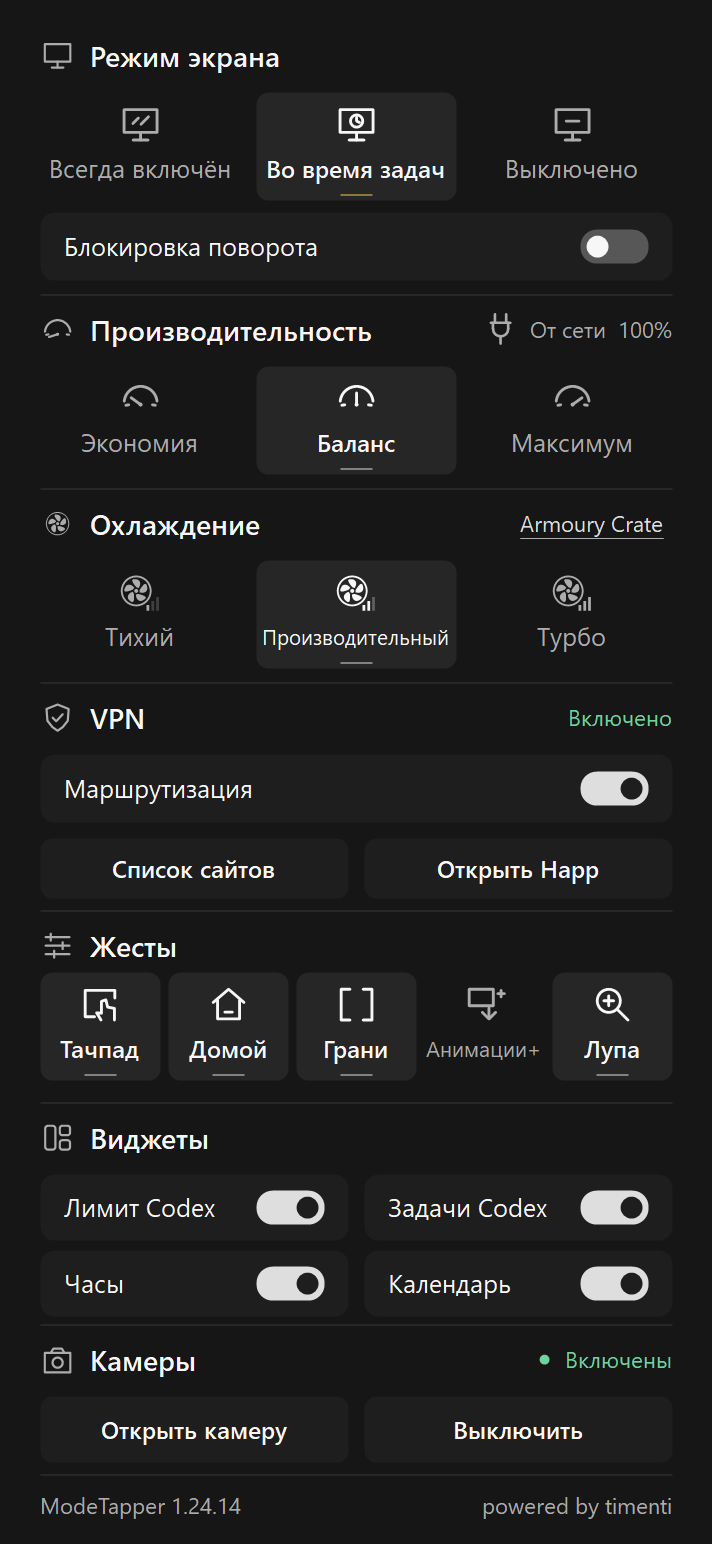 Режим экрана
Всегда включён
Во время задач
Выключено
Блокировка поворота
Производительность
От сети 100%
Экономия
Баланс
Максимум
Охлаждение
Armoury Crate
Тихий
Производительный
Турбо
VPN
Включено
Маршрутизация
Список сайтов
Открыть Happ
Жесты
Тачпад
Домой
Грани
Анимации+
Лупа
Виджеты
Лимит Codex
Задачи Codex
Часы
Календарь
Камеры
Включены
Открыть камеру
Выключить
ModeTapper 1.24.14
powered by timenti